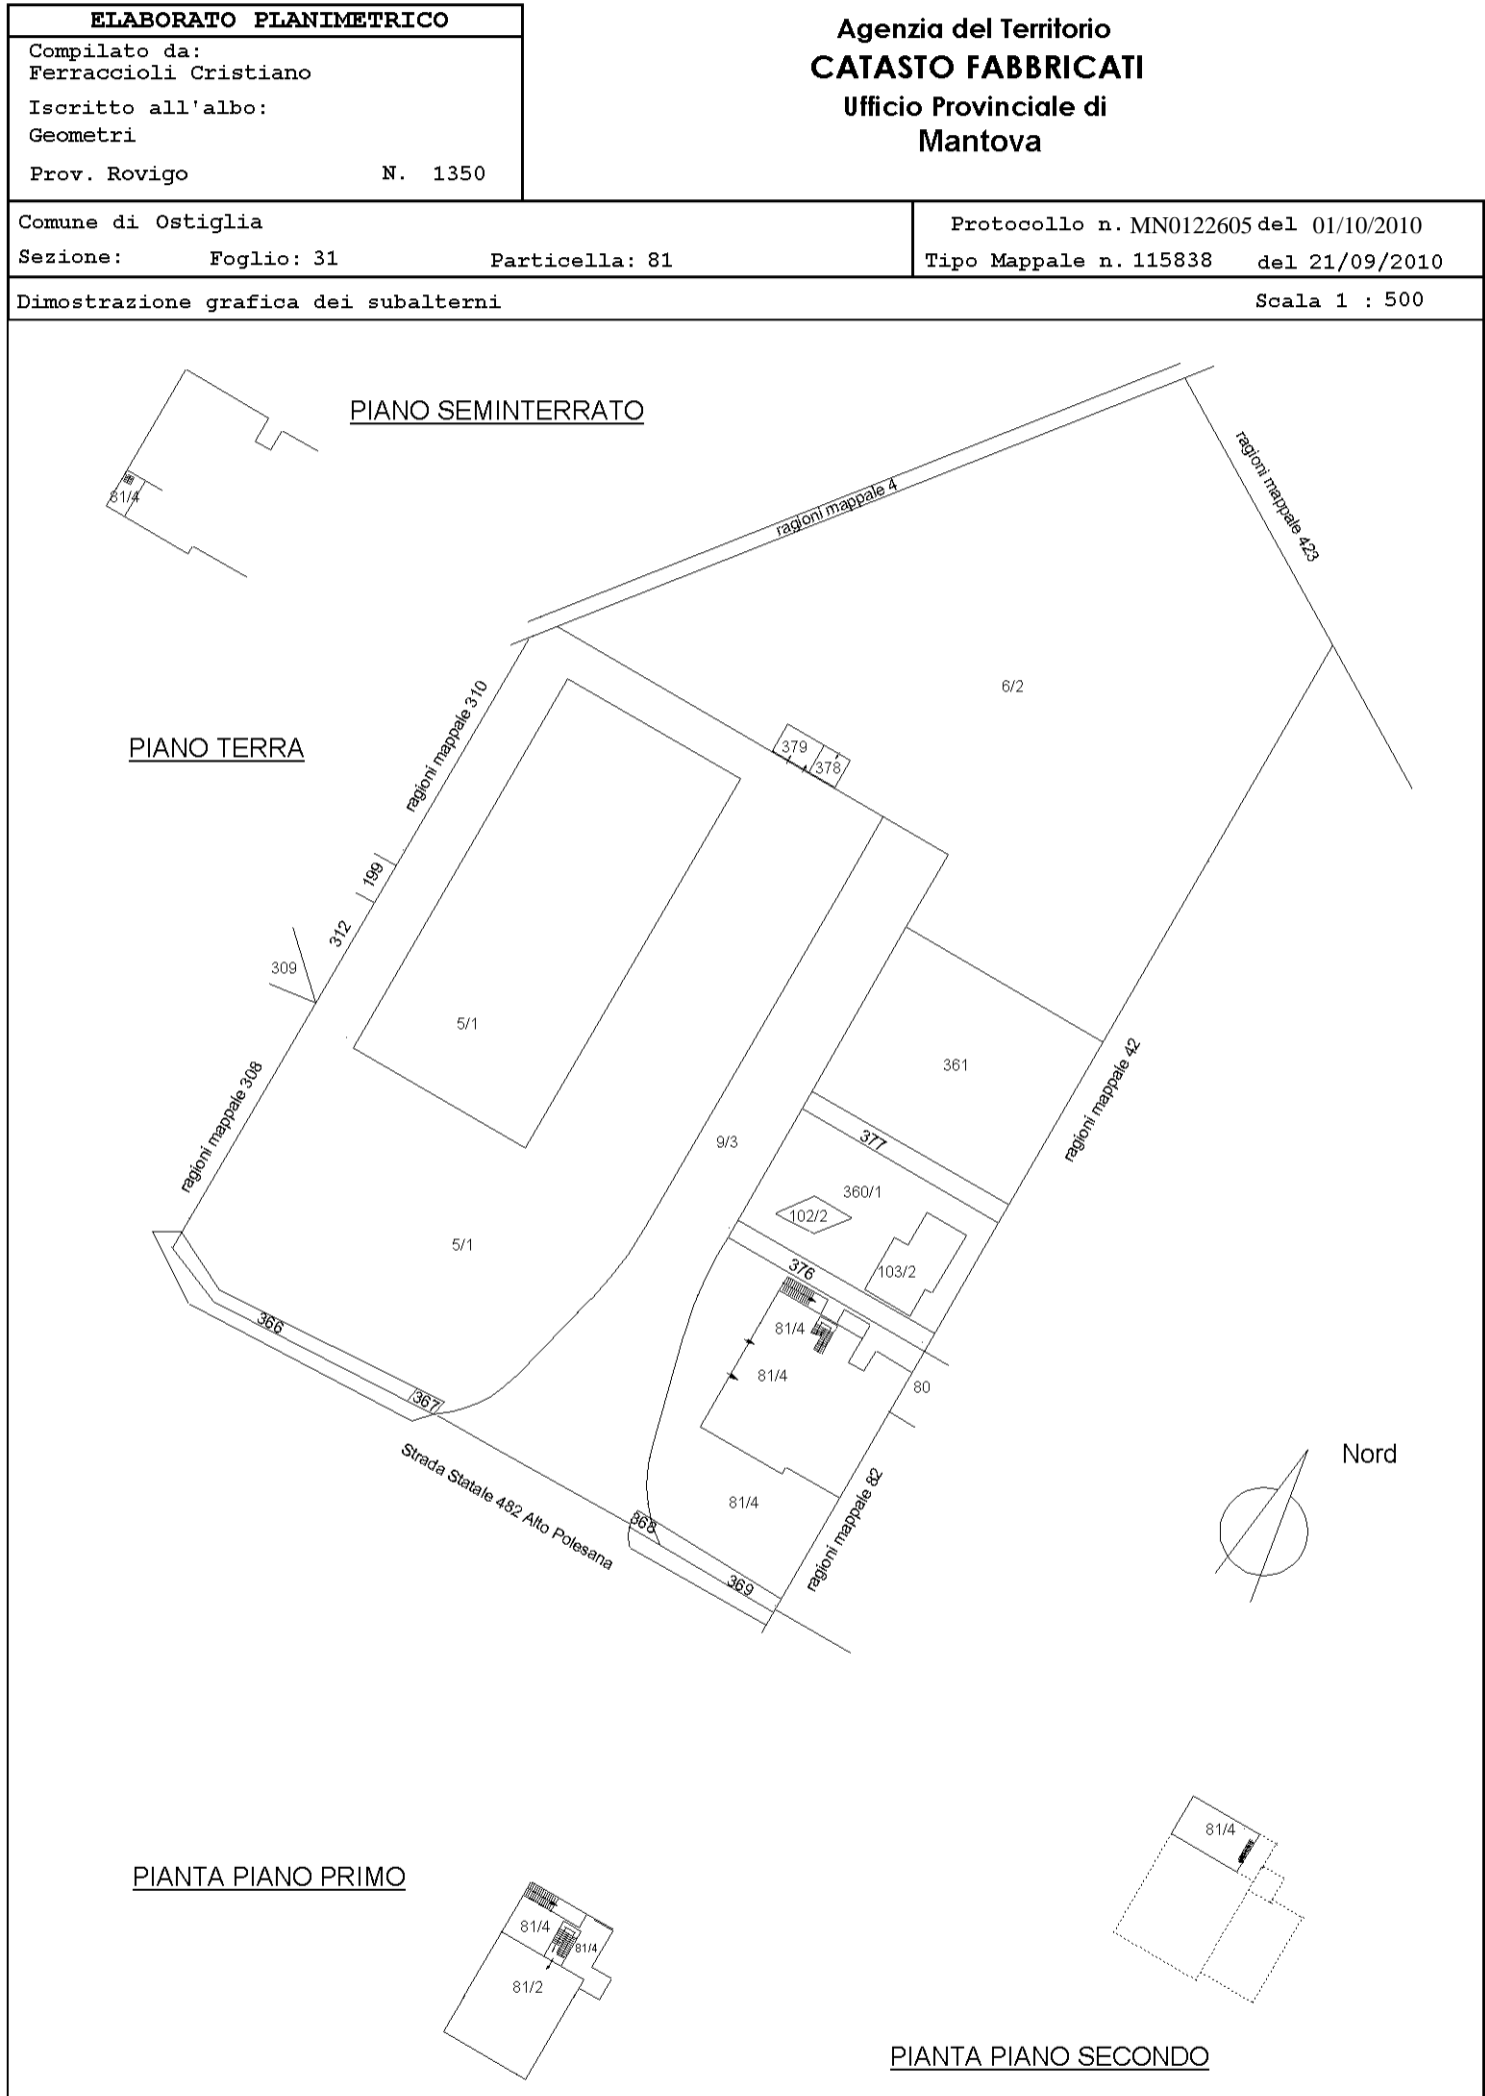 ELABORATO PLANIMETRICO
Compilato da:
Ferraccioli Cristiano
Iscritto all'albo:
Geometri
Prov. Rovigo N. 1350
Agenzia del Territorio
CATASTO FABBRICATI
Ufficio Provinciale di
Mantova
Comune di Ostiglia
Sezione: Foglio: 31 Particella: 81
Protocollo n. MN0122605 del 01/10/2010
Tipo Mappale n. 115838 del 21/09/2010
Dimostrazione grafica dei subalterni
Scala 1 : 500
PIANO SEMINTERRATO
81/4
ragioni mappale 4
ragioni mappale 423
6/2
PIANO TERRA
ragioni mappale 310
379
378
199
312
309
5/1
361
ragioni mappale 308
ragioni mappale 42
9/3
377
360/1
102/2
5/1
376
103/2
366
81/4
81/4
80
367
Strada Statale 482 Alto Polesana
Nord
81/4
ragioni mappale 82
368
369
PIANTA PIANO PRIMO
81/4
81/4
81/2
81/4
PIANTA PIANO SECONDO